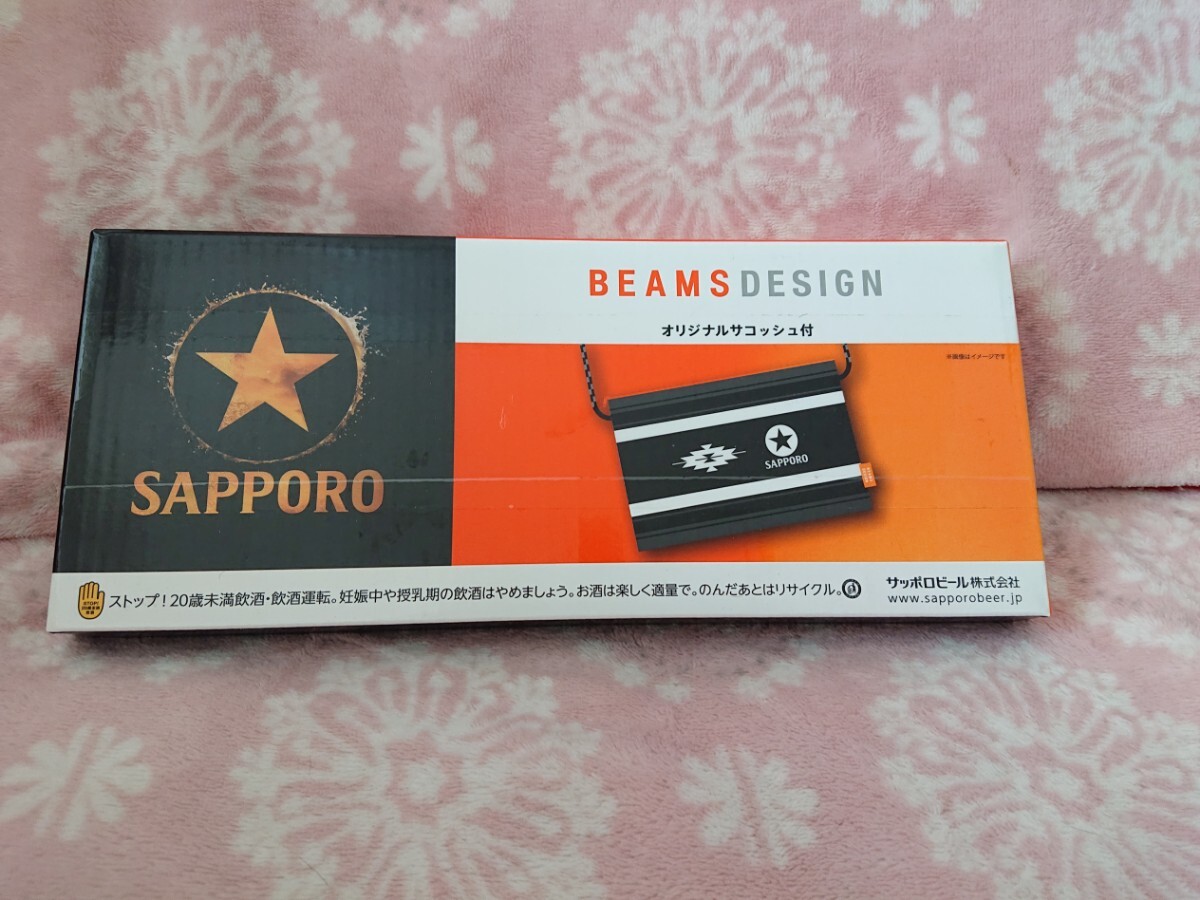 SAPPORO
BEAMS DESIGN
オリジナルサコッシュ付
※画像はイメージです
SAPPORO
ストップ!20歳未満飲酒・飲酒運転。妊娠中や授乳期の飲酒はやめましょう。お酒は楽しく適量で。のんだあとはリサイクル。
サッポロビール株式会社
www.sapporobeer.jp